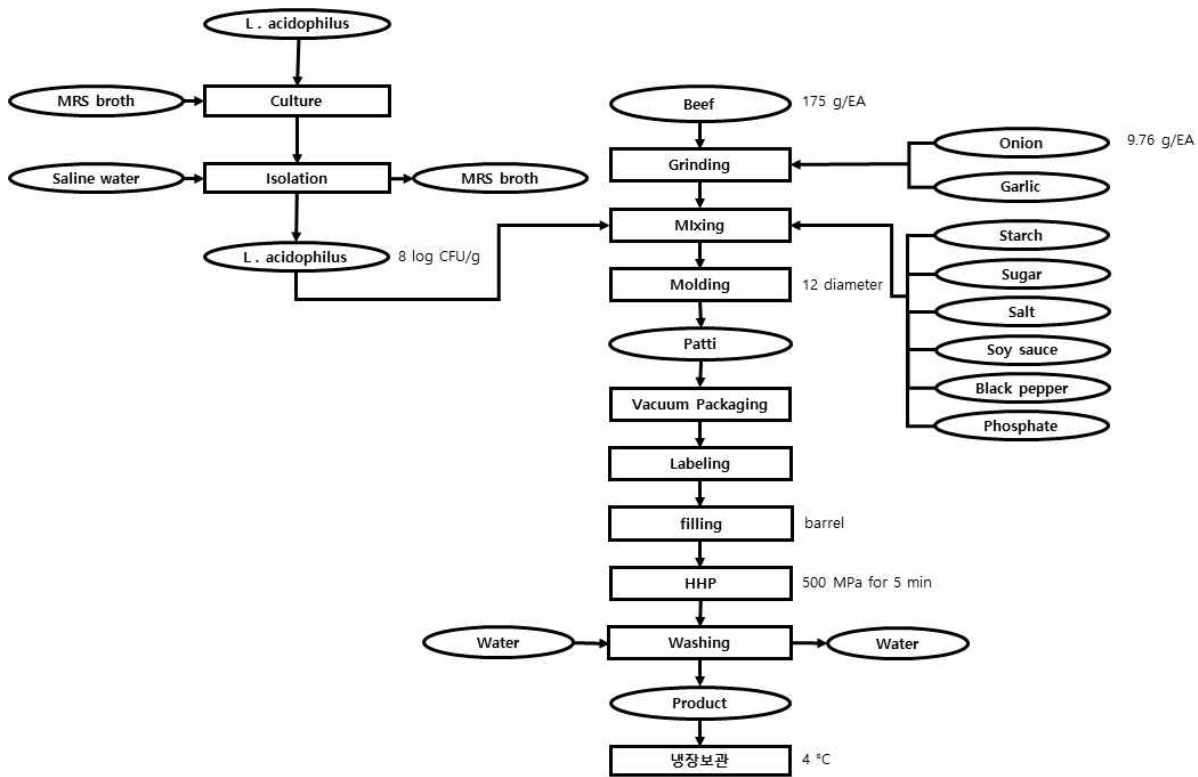 L . acidophilus
MRS broth
Culture
Saline water
Isolation
MRS broth
L . acidophilus
8 log CFU/g
Beef
175 g/EA
Grinding
Onion
9.76 g/EA
Garlic
MIxing
Starch
Sugar
Salt
Soy sauce
Black pepper
Phosphate
Molding
12 diameter
Patti
Vacuum Packaging
Labeling
filling
barrel
HHP
500 MPa for 5 min
Water
Washing
Water
Product
냉장보관
4 ℃